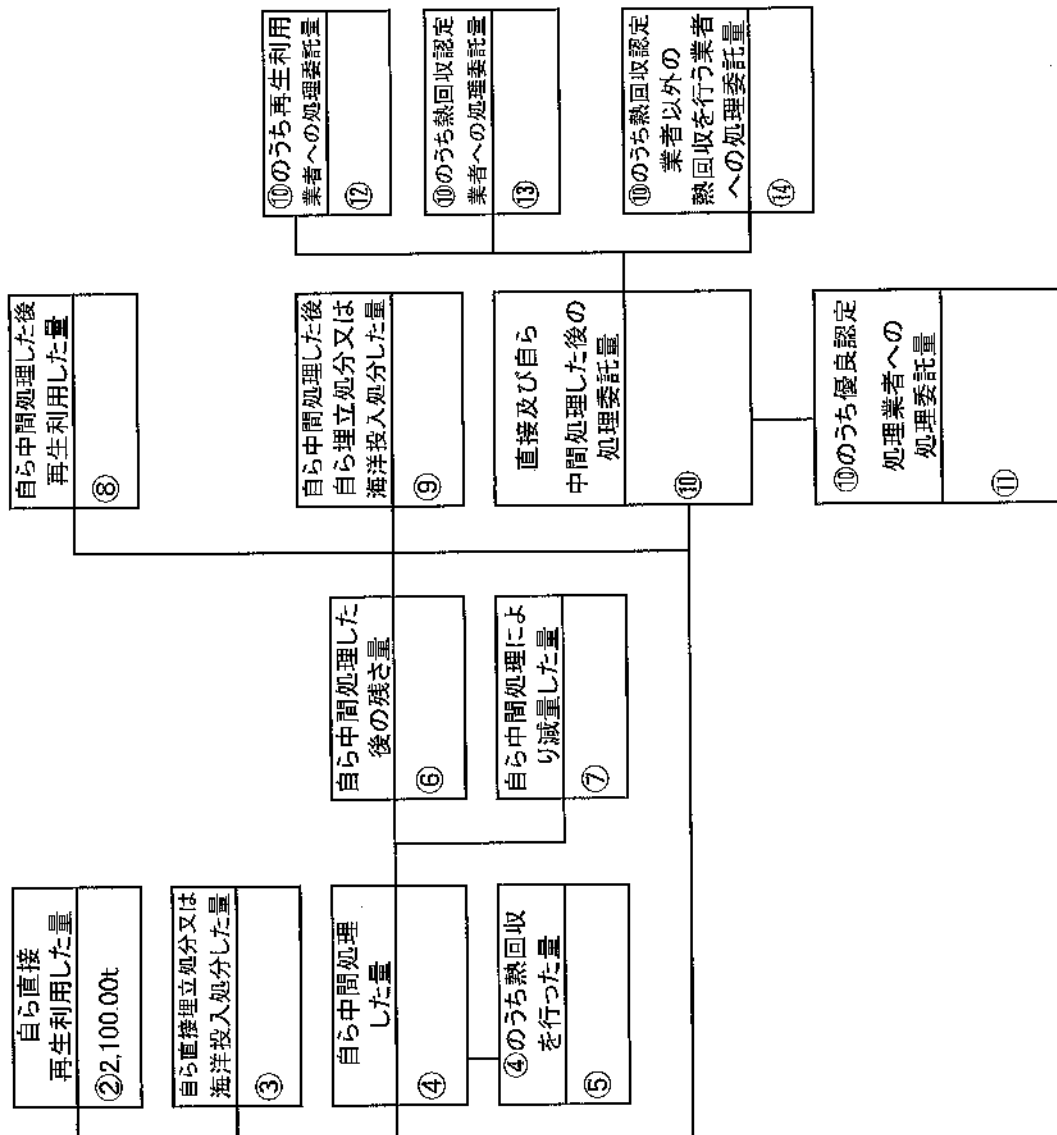 自ら直接
再生利用した量
②2,100.00t
自ら直接埋立処分又は
海洋投入処分した量
③
自ら中間処理
した量
④
④のうち熱回収
を行った量
⑤
自ら中間処理した
後の残さ量
⑥
自ら中間処理によ
り減量した量
⑦
自ら中間処理した後
再生利用した量
⑧
自ら中間処理した後
自ら埋立処分又は
海洋投入処分した量
⑨
直接及び自ら
中間処理した後の
処理委託量
⑩
⑩のうち優良認定
処理業者への
処理委託量
⑪
⑩のうち再生利用
業者への処理委託量
⑫
⑩のうち熱回収認定
業者への処理委託量
⑬
⑩のうち熱回収認定
業者以外の
熱回収を行う業者
への処理委託量
⑭